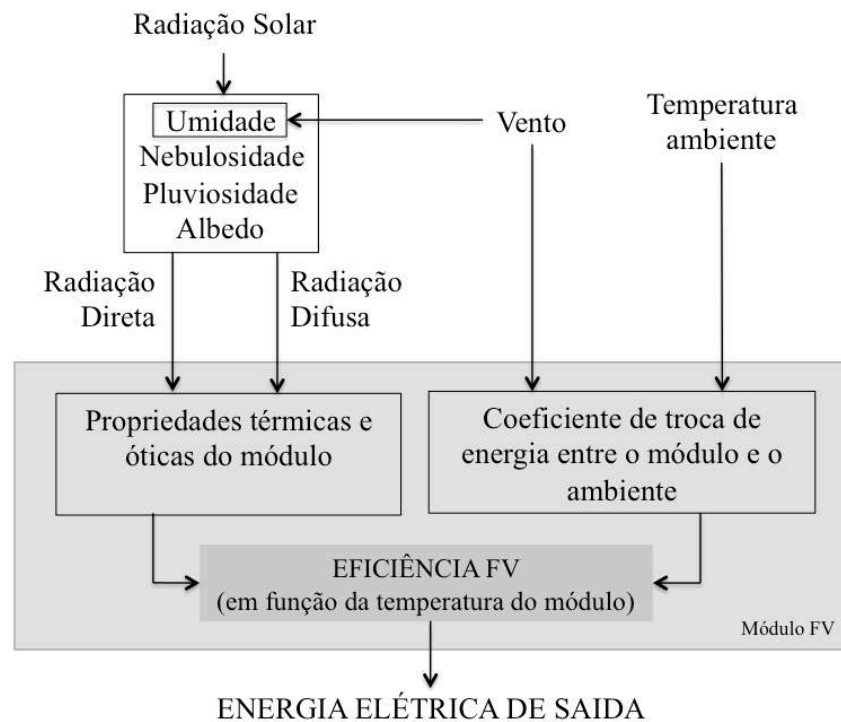 Radiação Solar
Umidade
Nebulosidade
Pluviosidade
Albedo
Vento
Temperatura
ambiente
Radiação
Direta
Radiação
Difusa
Propriedades térmicas e
óticas do módulo
Coeficiente de troca de
energia entre o módulo e o
ambiente
EFICIÊNCIA FV
(em função da temperatura do módulo)
Módulo FV
ENERGIA ELÉTRICA DE SAIDA